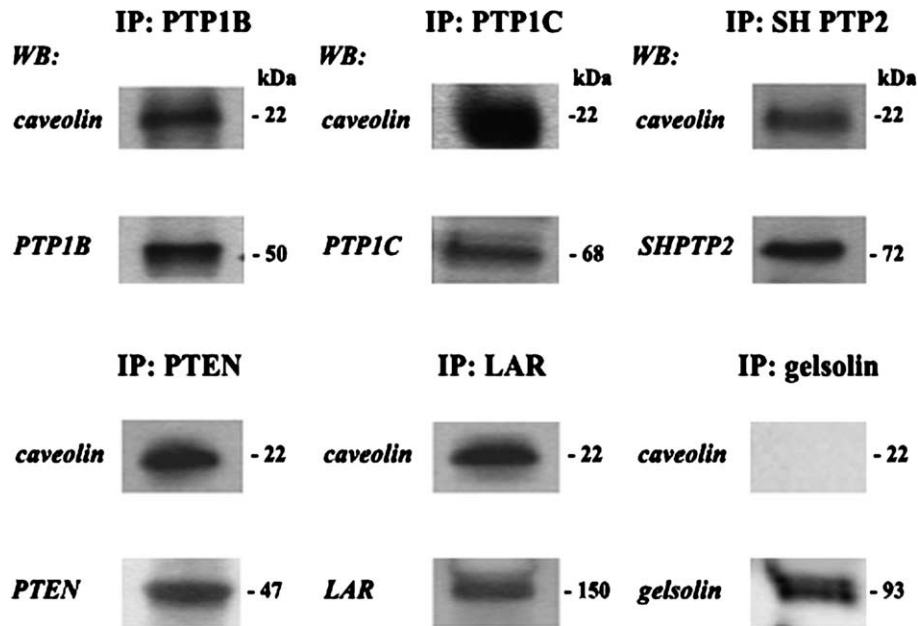 IP: PTP1B IP: PTP1C IP: SH PTP2
WB: WB: WB:
kDa kDa kDa
caveolin - 22 caveolin -22 caveolin -22
PTP1B - 50 PTP1C - 68 SHPTP2 - 72
IP: PTEN IP: LAR IP: gelsolin
caveolin - 22 caveolin - 22 caveolin - 22
PTEN - 47 LAR - 150 gelsolin - 93